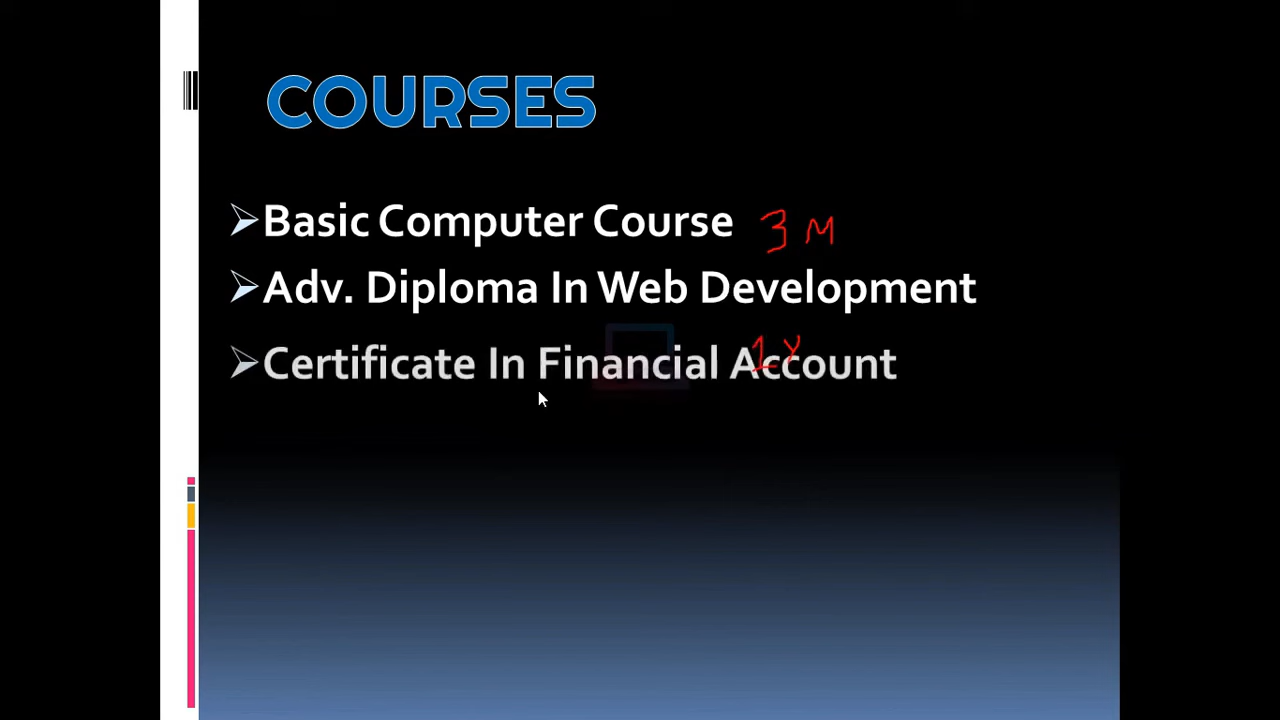 COURSES
Basic Computer Course 3 M
Adv. Diploma In Web Development
1 Y
Certificate In Financial Account